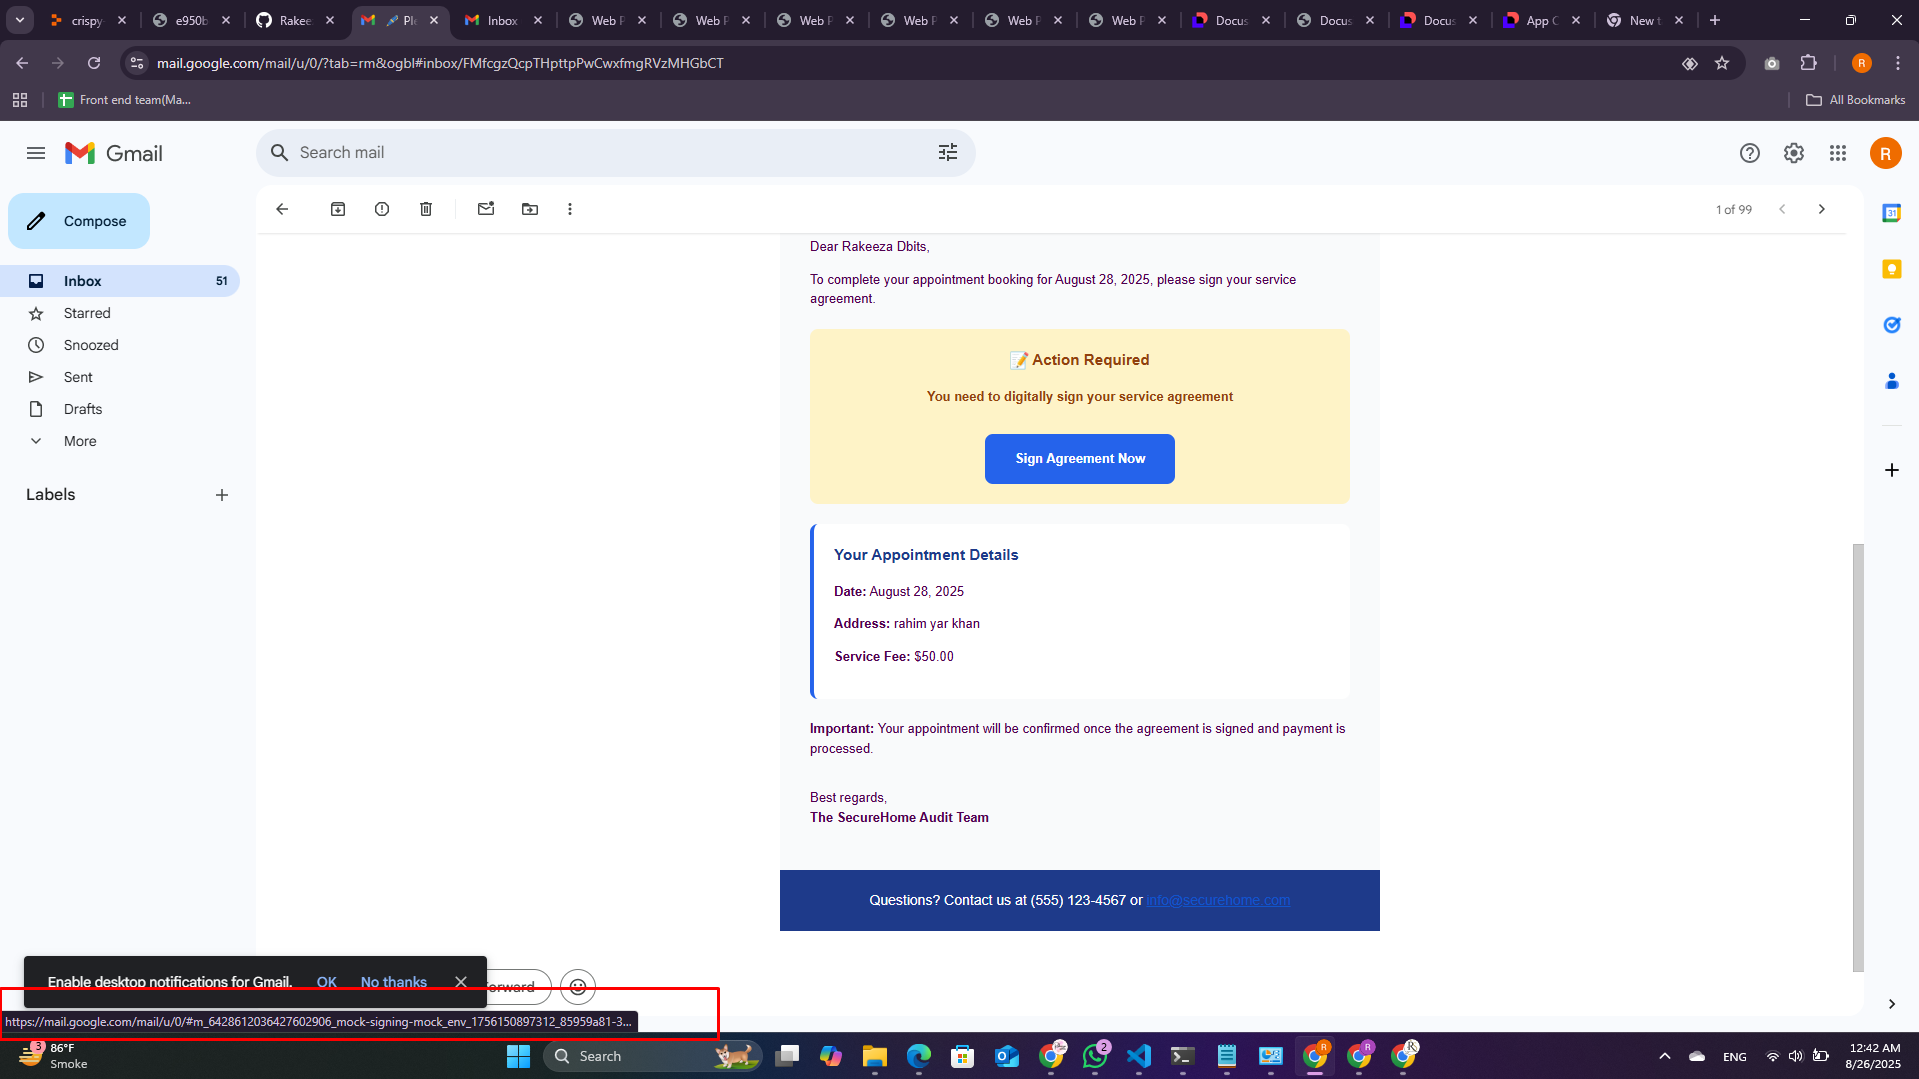 crispy-
e950b
Rakee
Ple
Inbox
Web P
Web P
Web P
Web P
Web P
Web P
Docus
Docus
Docus
App C
New t
mail.google.com/mail/u/0/?tab=rm&ogbl#inbox/FMfcgzQcpTHpttpPwCwxfmgRVzMHGbCT
R
Front end team(Ma...
All Bookmarks
Gmail
Search mail
R
Compose
1 of 99
Inbox 51
Starred
Snoozed
Sent
Drafts
More
Labels
31
Dear Rakeeza Dbits,
To complete your appointment booking for August 28, 2025, please sign your service
agreement.
Action Required
You need to digitally sign your service agreement
Sign Agreement Now
Your Appointment Details
Date: August 28, 2025
Address: rahim yar khan
Service Fee: $50.00
Important: Your appointment will be confirmed once the agreement is signed and payment is
processed.
Best regards,
The SecureHome Audit Team
Questions? Contact us at (555) 123-4567 or info@securehome.com
Enable desktop notifications for Gmail. OK No thanks
orward
https://mail.google.com/mail/u/0/#m_6428612036427602906_mock-signing-mock_env_1756150897312_85959a81-3...
3
86°F
Smoke
Search
2
R
R
R
ENG
12:42 AM
8/26/2025